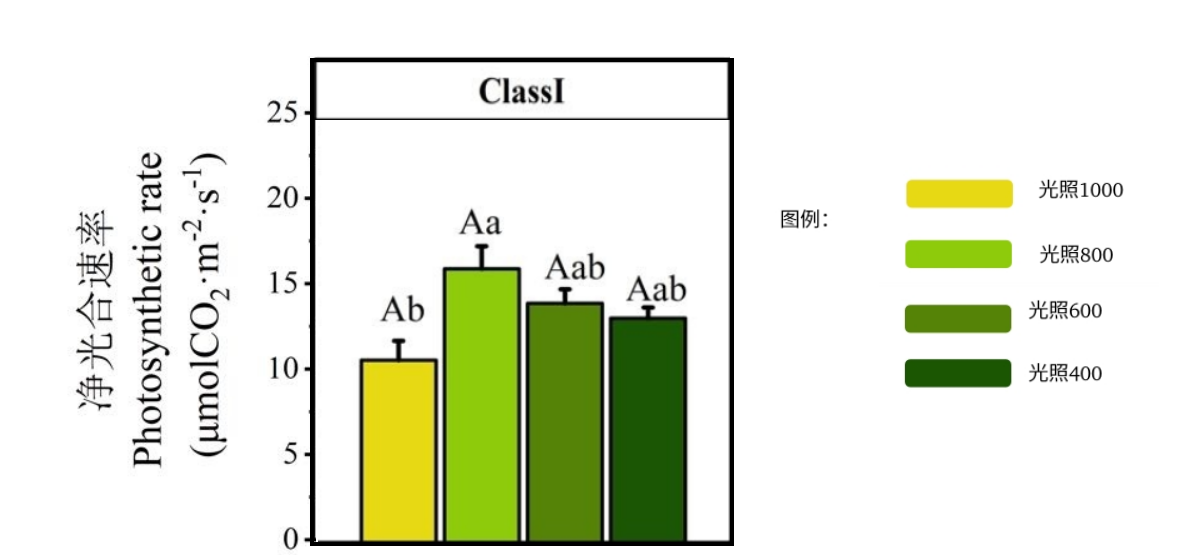 ClassI
净光合速率
Photosynthetic rate
(μmolCO₂·m⁻²·s⁻¹)
25
20
15
10
5
0
Ab
Aa
Aab
Aab
图例：
光照1000
光照800
光照600
光照400